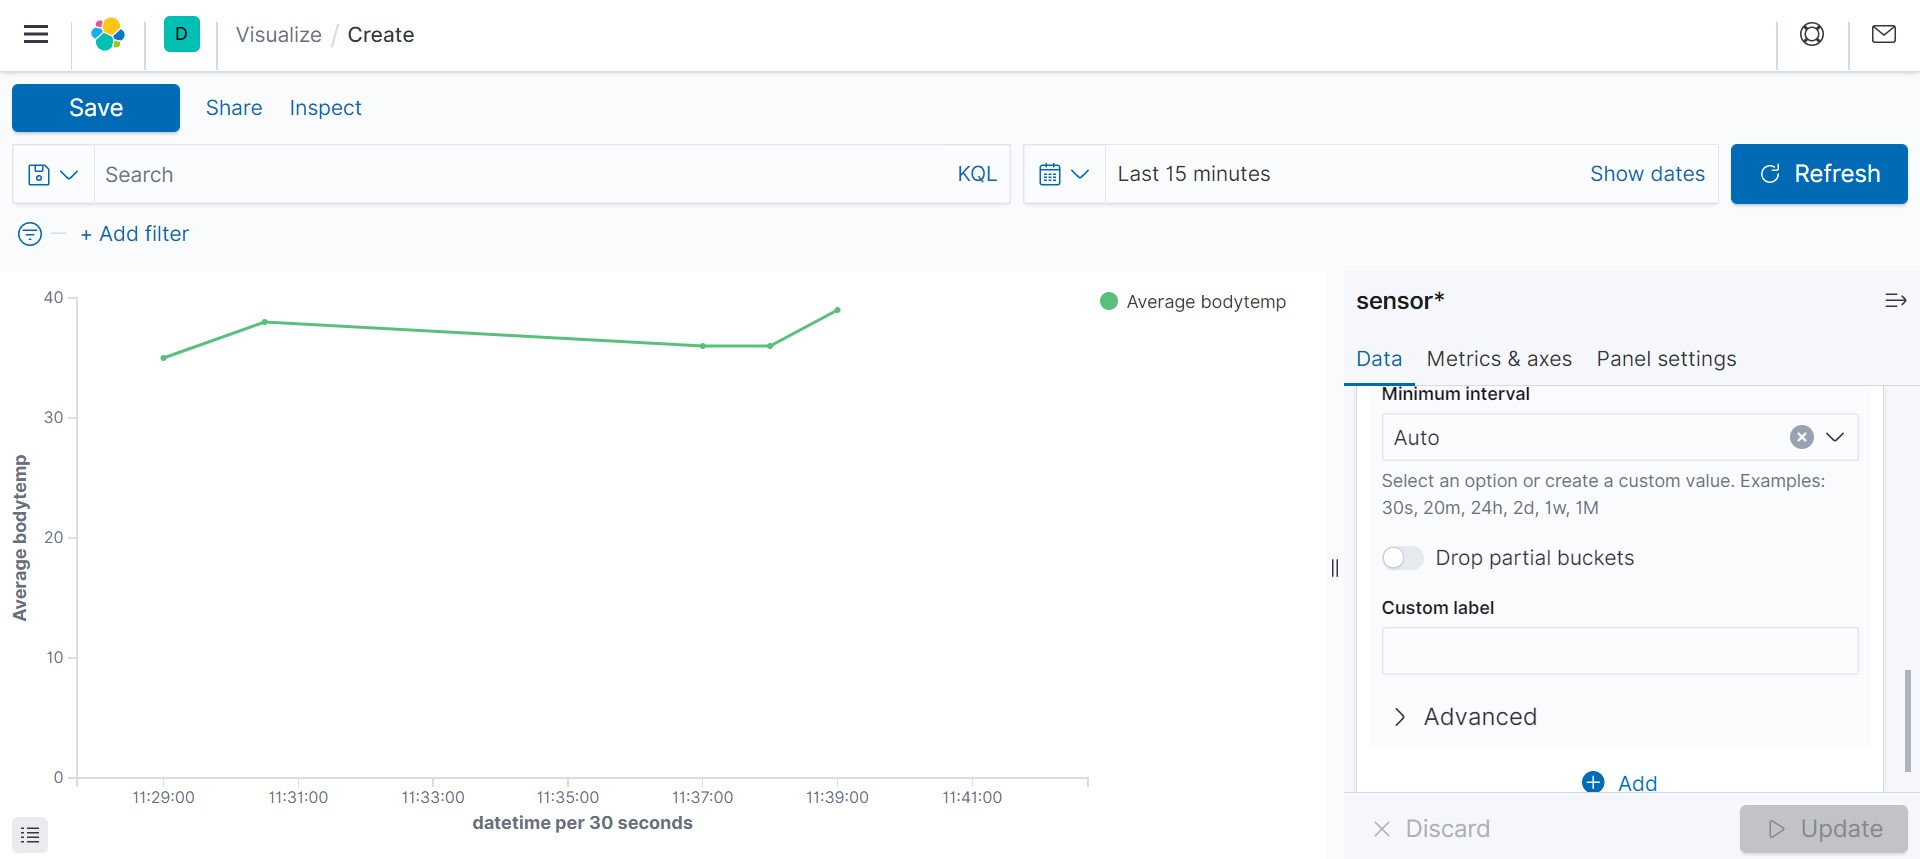 D Visualize / Create
Save Share Inspect
Search KQL Last 15 minutes Show dates Refresh
+ Add filter
40
30
20
10
0
Average bodytemp
11:29:00 11:31:00 11:33:00 11:35:00 11:37:00 11:39:00 11:41:00
datetime per 30 seconds
Average bodytemp
sensor*
Data Metrics & axes Panel settings
Minimum interval
Auto
Select an option or create a custom value. Examples:
30s, 20m, 24h, 2d, 1w, 1M
Drop partial buckets
Custom label
Advanced
Add
Discard Update